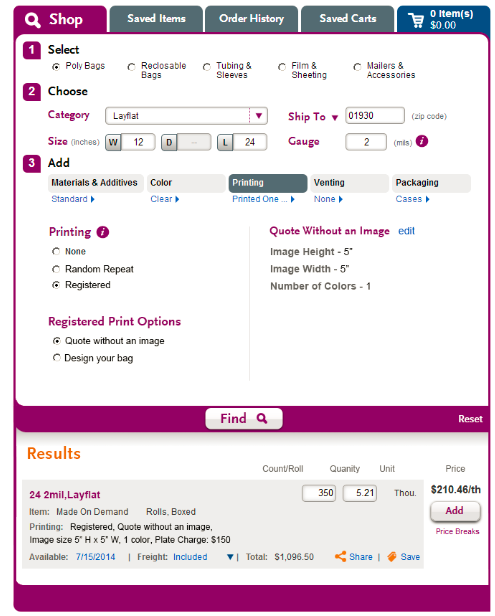 Shop Saved Items Order History Saved Carts 0 Item(s)
$0.00
1 Select
Poly Bags Reclosable Bags Tubing & Sleeves Film & Sheeting Mailers & Accessories
2 Choose
Category Layflat Ship To 01930 (zip code)
Size (inches) W 12 D -- L 24 Gauge 2 (mils) i
3 Add
Materials & Additives Color Printing Venting Packaging
Standard Clear Printed One ... None Cases
Printing i
None
Random Repeat
Registered
Registered Print Options
Quote without an image
Design your bag
Quote Without an Image edit
Image Height - 5"
Image Width - 5"
Number of Colors - 1
Find Reset
Results
Count/Roll Quanity Unit Price
24 2mil,Layflat 350 5.21 Thou. $210.46/th
Item: Made On Demand Rolls, Boxed Add
Printing: Registered, Quote without an image, Price Breaks
Image size 5" H x 5" W, 1 color, Plate Charge: $150
Available: 7/15/2014 | Freight: Included | Total: $1,096.50 Share | Save